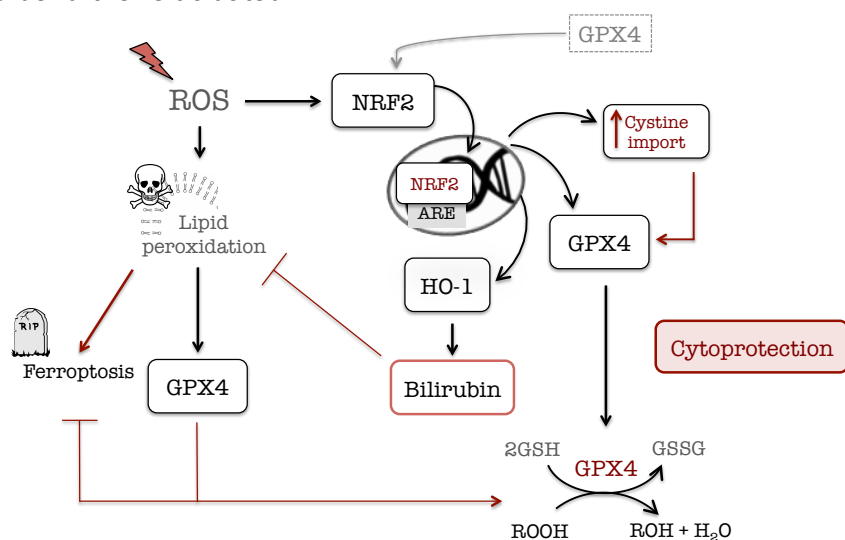 GPX4
ROS
NRF2
Cystine
import
NRF2
ARE
Lipid
peroxidation
GPX4
HO-1
RIP
Cytoprotection
Ferroptosis
GPX4
Bilirubin
2GSH
GSSG
GPX4
ROOH
ROH + H₂O